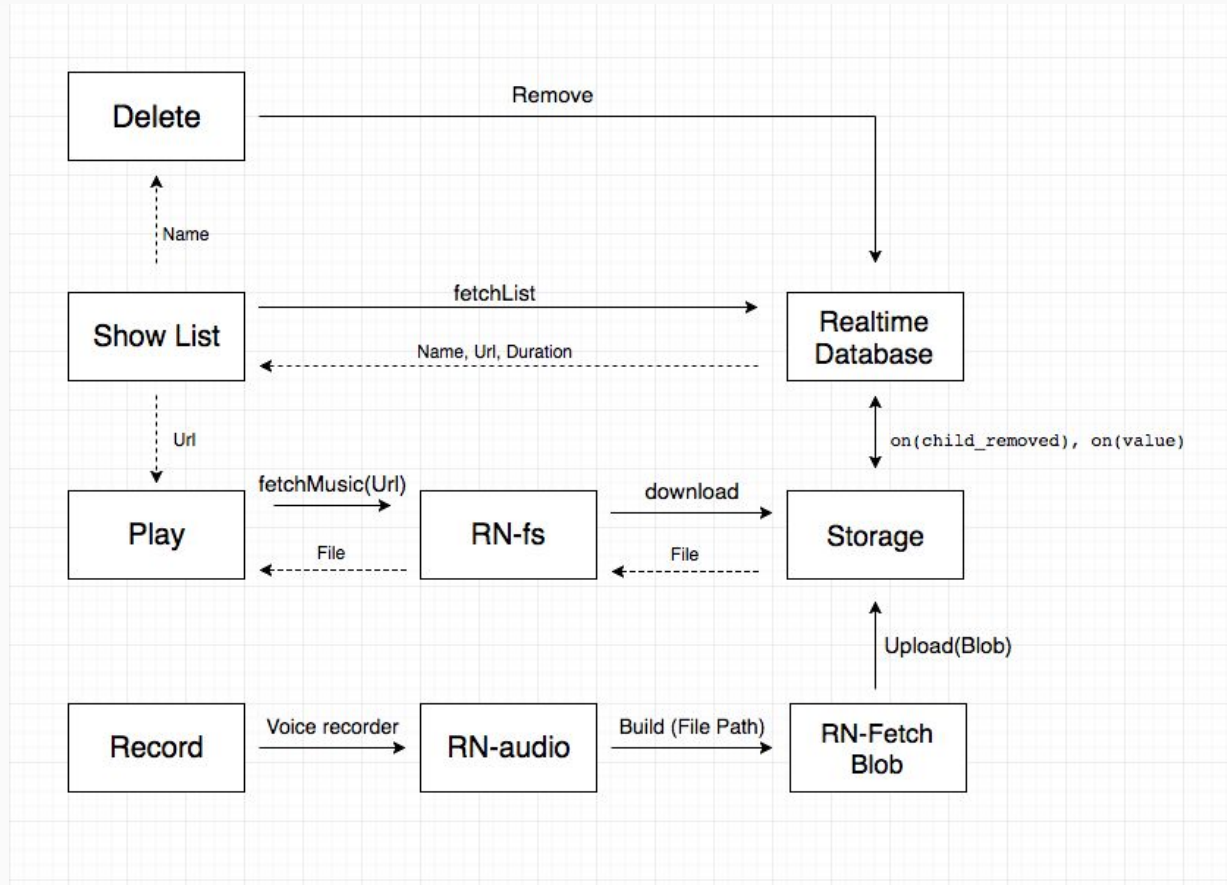 Delete
Remove
Name
Show List
fetchList
Name, Url, Duration
Realtime
Database
Url
on(child_removed), on(value)
Play
fetchMusic(Url)
File
RN-fs
download
File
Storage
Upload(Blob)
Record
Voice recorder
RN-audio
Build (File Path)
RN-Fetch
Blob